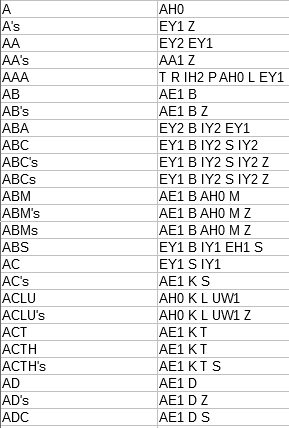 A AH0
A's EY1 Z
AA EY2 EY1
AA's AA1 Z
AAA T R IH2 P AH0 L EY1
AB AE1 B
AB's AE1 B Z
ABA EY2 B IY2 EY1
ABC EY1 B IY2 S IY2
ABC's EY1 B IY2 S IY2 Z
ABCs EY1 B IY2 S IY2 Z
ABM AE1 B AH0 M
ABM's AE1 B AH0 M Z
ABMs AE1 B AH0 M Z
ABS EY1 B IY1 EH1 S
AC EY1 S IY1
AC's AE1 K S
ACLU AH0 K L UW1
ACLU's AH0 K L UW1 Z
ACT AE1 K T
ACTH AE1 K T
ACTH's AE1 K T S
AD AE1 D
AD's AE1 D Z
ADC AE1 D S